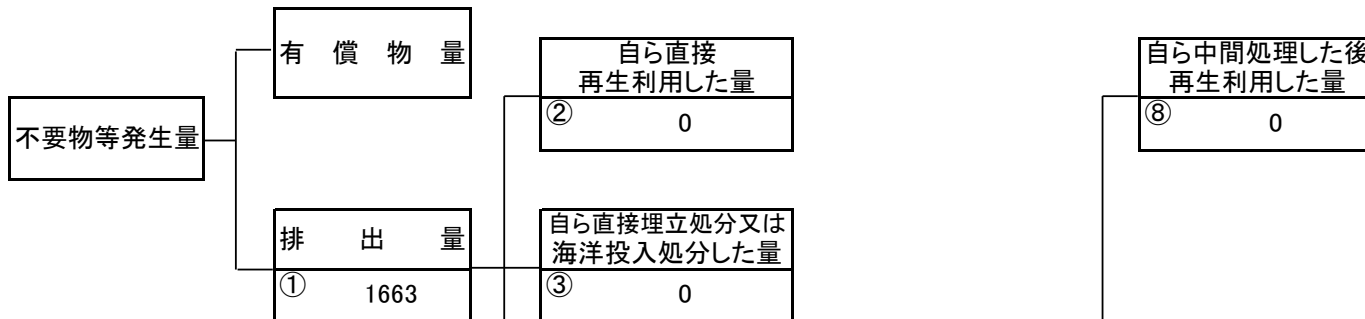 有償物量
自ら直接
再生利用した量
② 0
自ら中間処理した後
再生利用した量
⑧ 0
不要物等発生量
排出量
① 1663
自ら直接埋立処分又は
海洋投入処分した量
③ 0